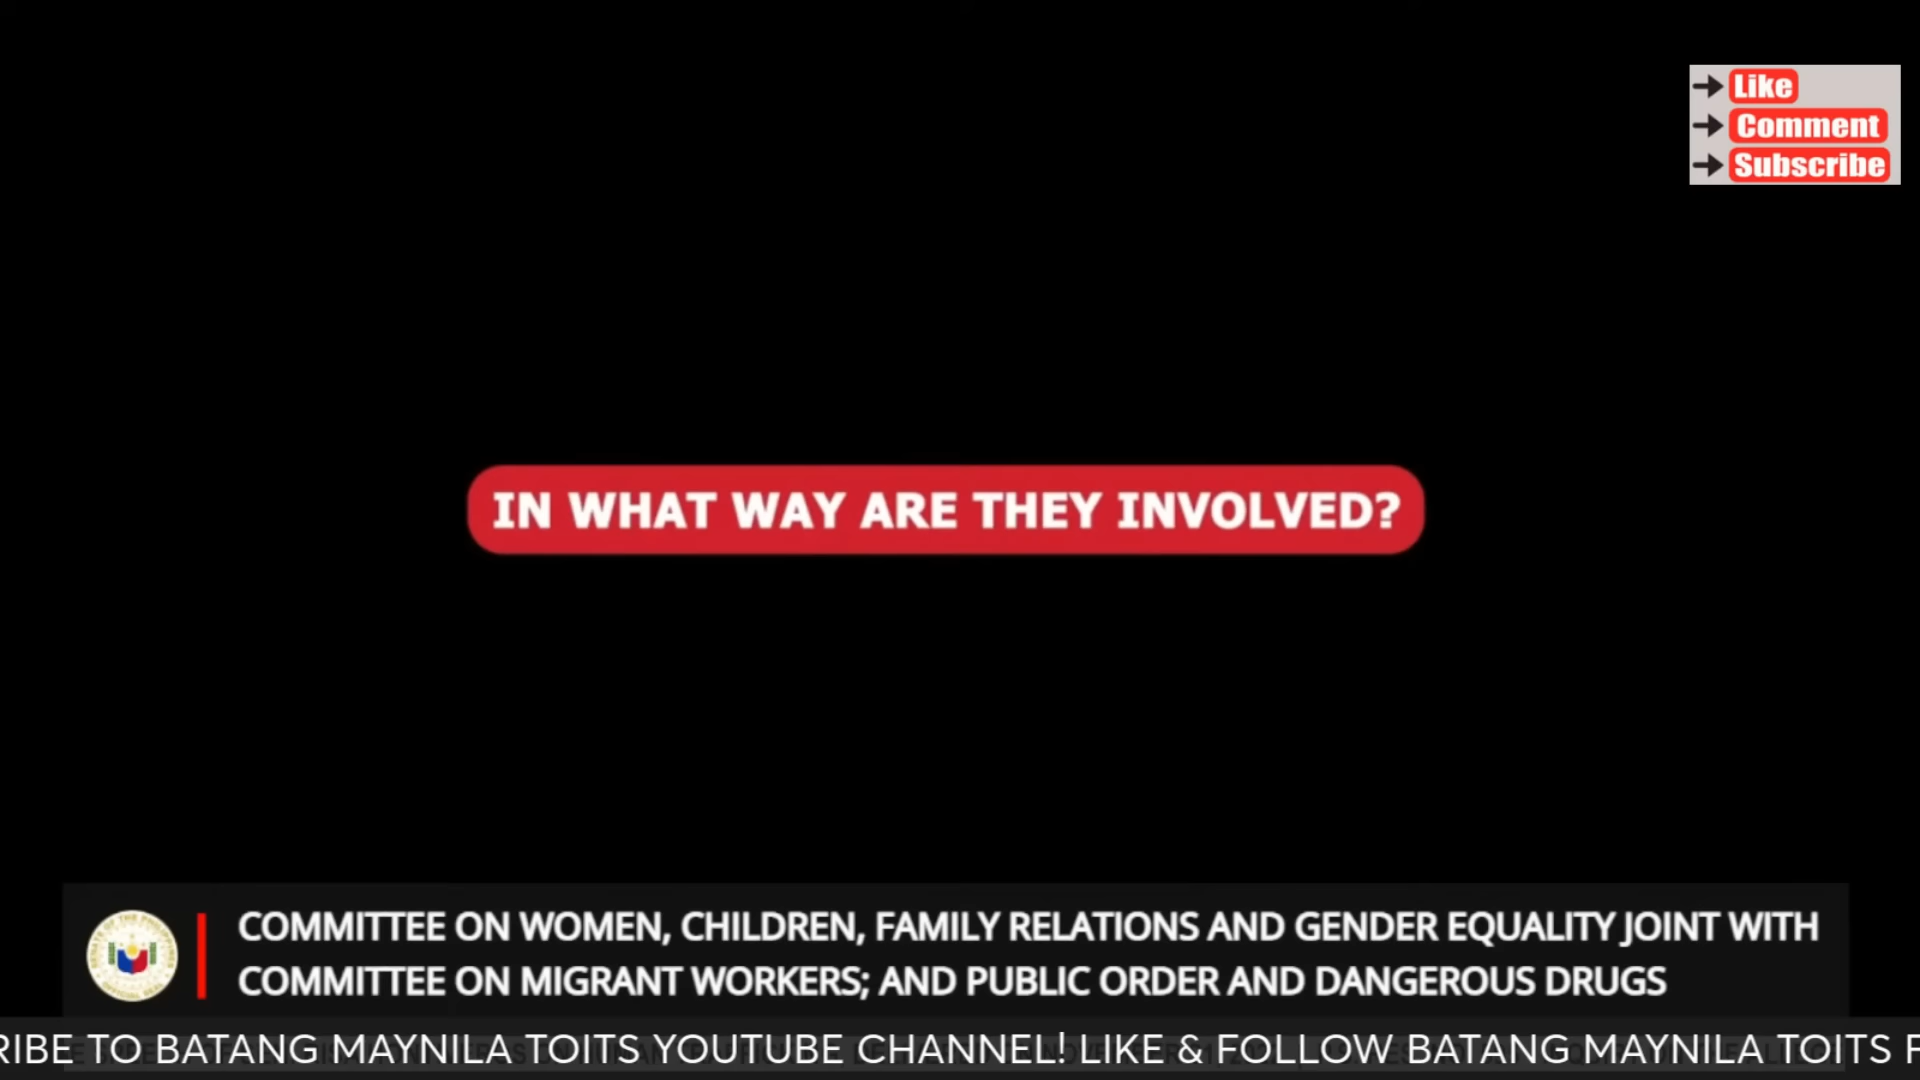 Like
Comment
Subscribe
IN WHAT WAY ARE THEY INVOLVED?
COMMITTEE ON WOMEN, CHILDREN, FAMILY RELATIONS AND GENDER EQUALITY JOINT WITH
COMMITTEE ON MIGRANT WORKERS; AND PUBLIC ORDER AND DANGEROUS DRUGS
RIBE TO BATANG MAYNILA TOITS YOUTUBE CHANNEL! LIKE & FOLLOW BATANG MAYNILA TOITS F